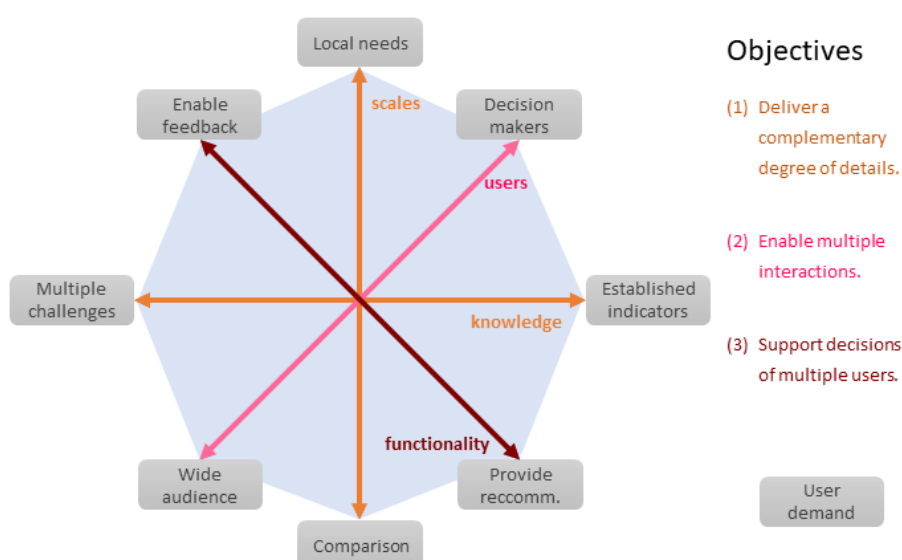 Local needs
Objectives
Enable
feedback
scales
Decision
makers
(1) Deliver a
complementary
degree of details.
users
(2) Enable multiple
interactions.
Multiple
challenges
knowledge
Established
indicators
(3) Support decisions
of multiple users.
functionality
Wide
audience
Provide
reccomm.
User
demand
Comparison